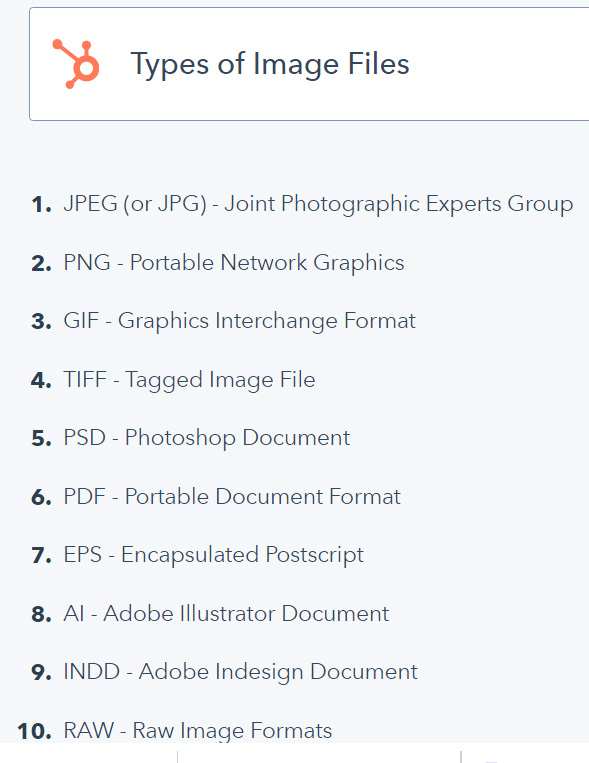 Types of Image Files
1. JPEG (or JPG) - Joint Photographic Experts Group
2. PNG - Portable Network Graphics
3. GIF - Graphics Interchange Format
4. TIFF - Tagged Image File
5. PSD - Photoshop Document
6. PDF - Portable Document Format
7. EPS - Encapsulated Postscript
8. AI - Adobe Illustrator Document
9. INDD - Adobe Indesign Document
10. RAW - Raw Image Formats